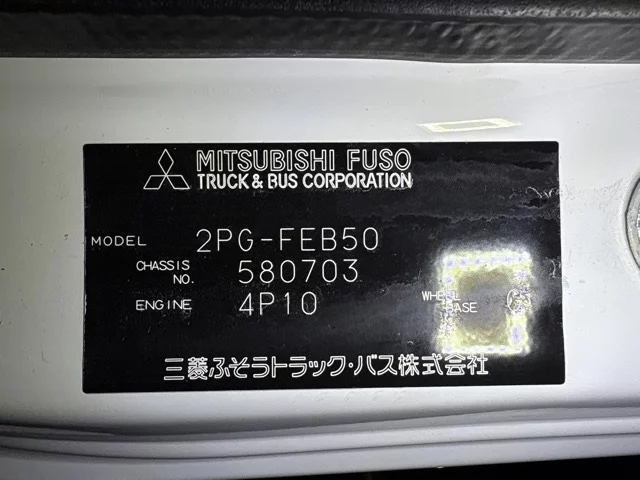 MITSUBISHI FUSO
TRUCK & BUS CORPORATION
MODEL 2PG-FEB50
CHASSIS NO. 580703
ENGINE 4P10
WHEEL BASE
三菱ふそうトラック・バス株式会社